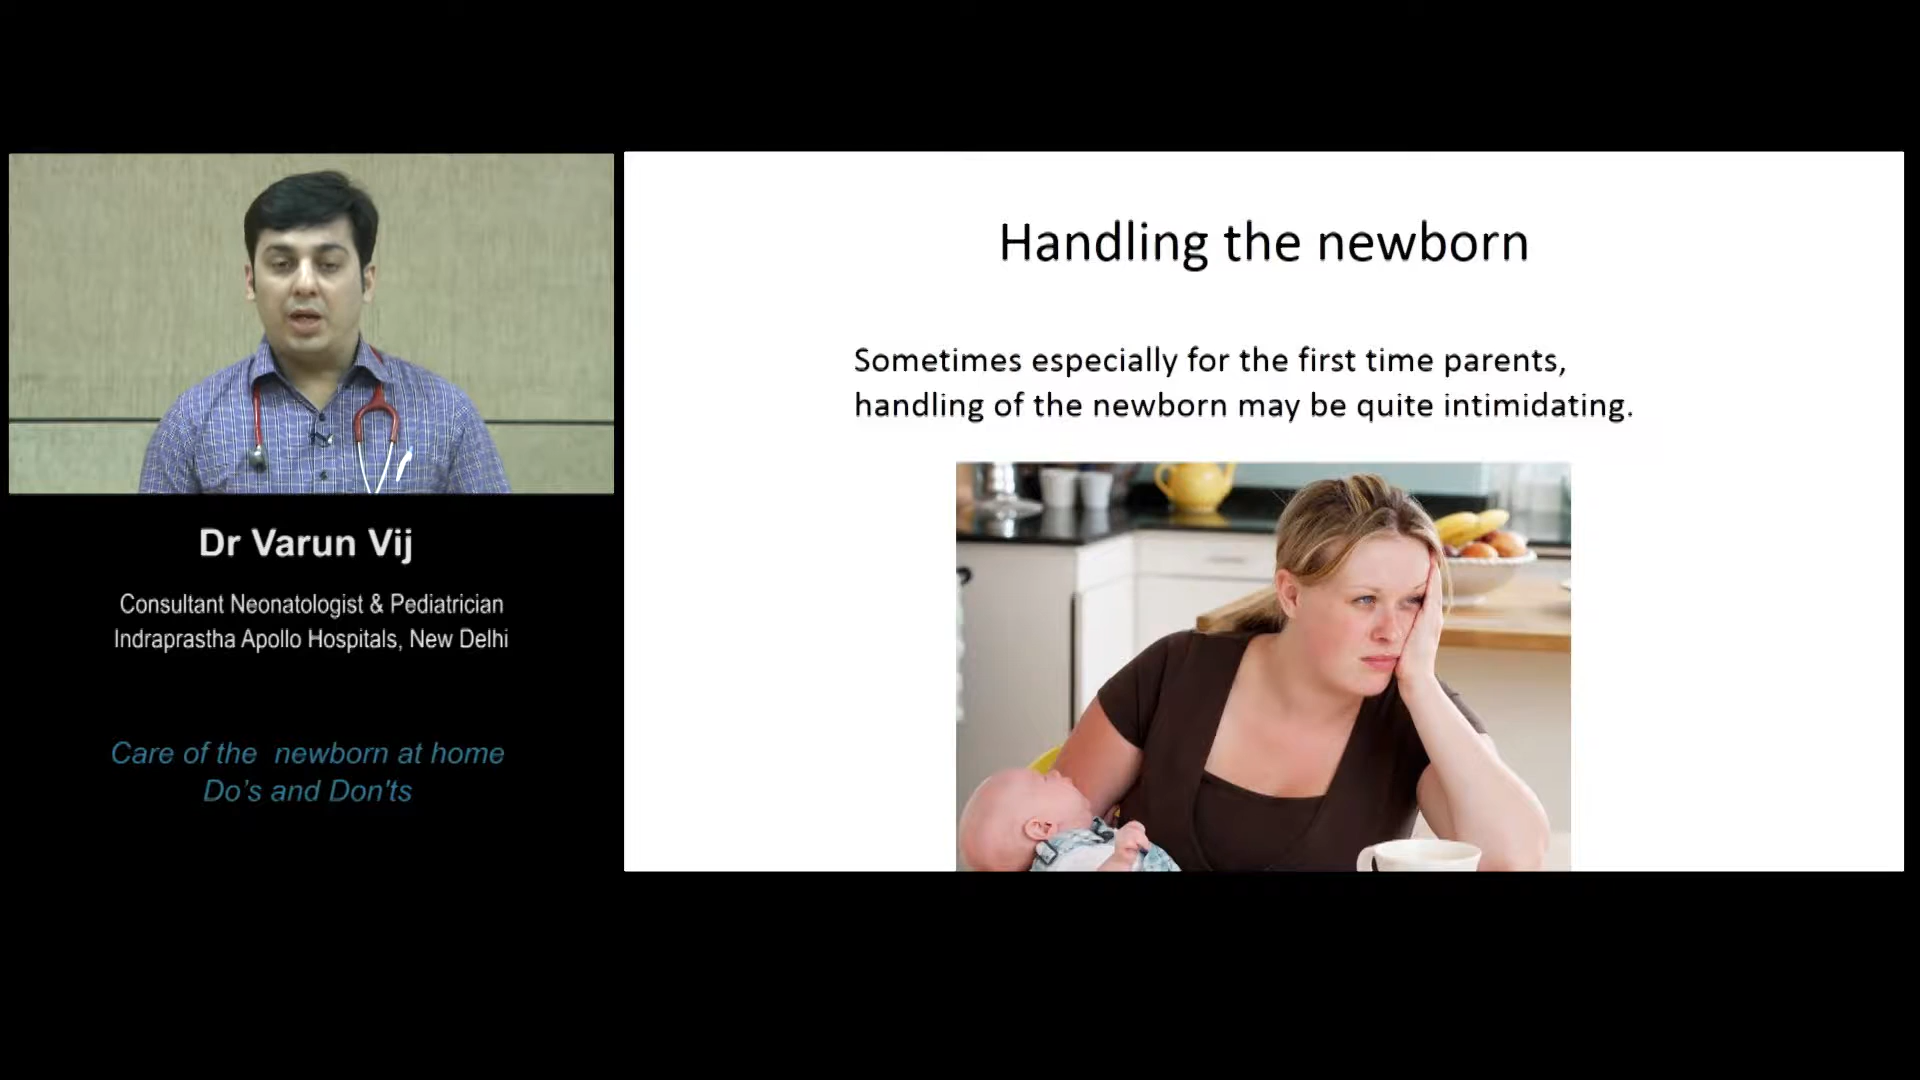 Dr Varun Vij
Consultant Neonatologist & Pediatrician
Indraprastha Apollo Hospitals, New Delhi
Care of the  newborn at home
Do’s and Don'ts
Handling the newborn
Sometimes especially for the first time parents,
handling of the newborn may be quite intimidating.